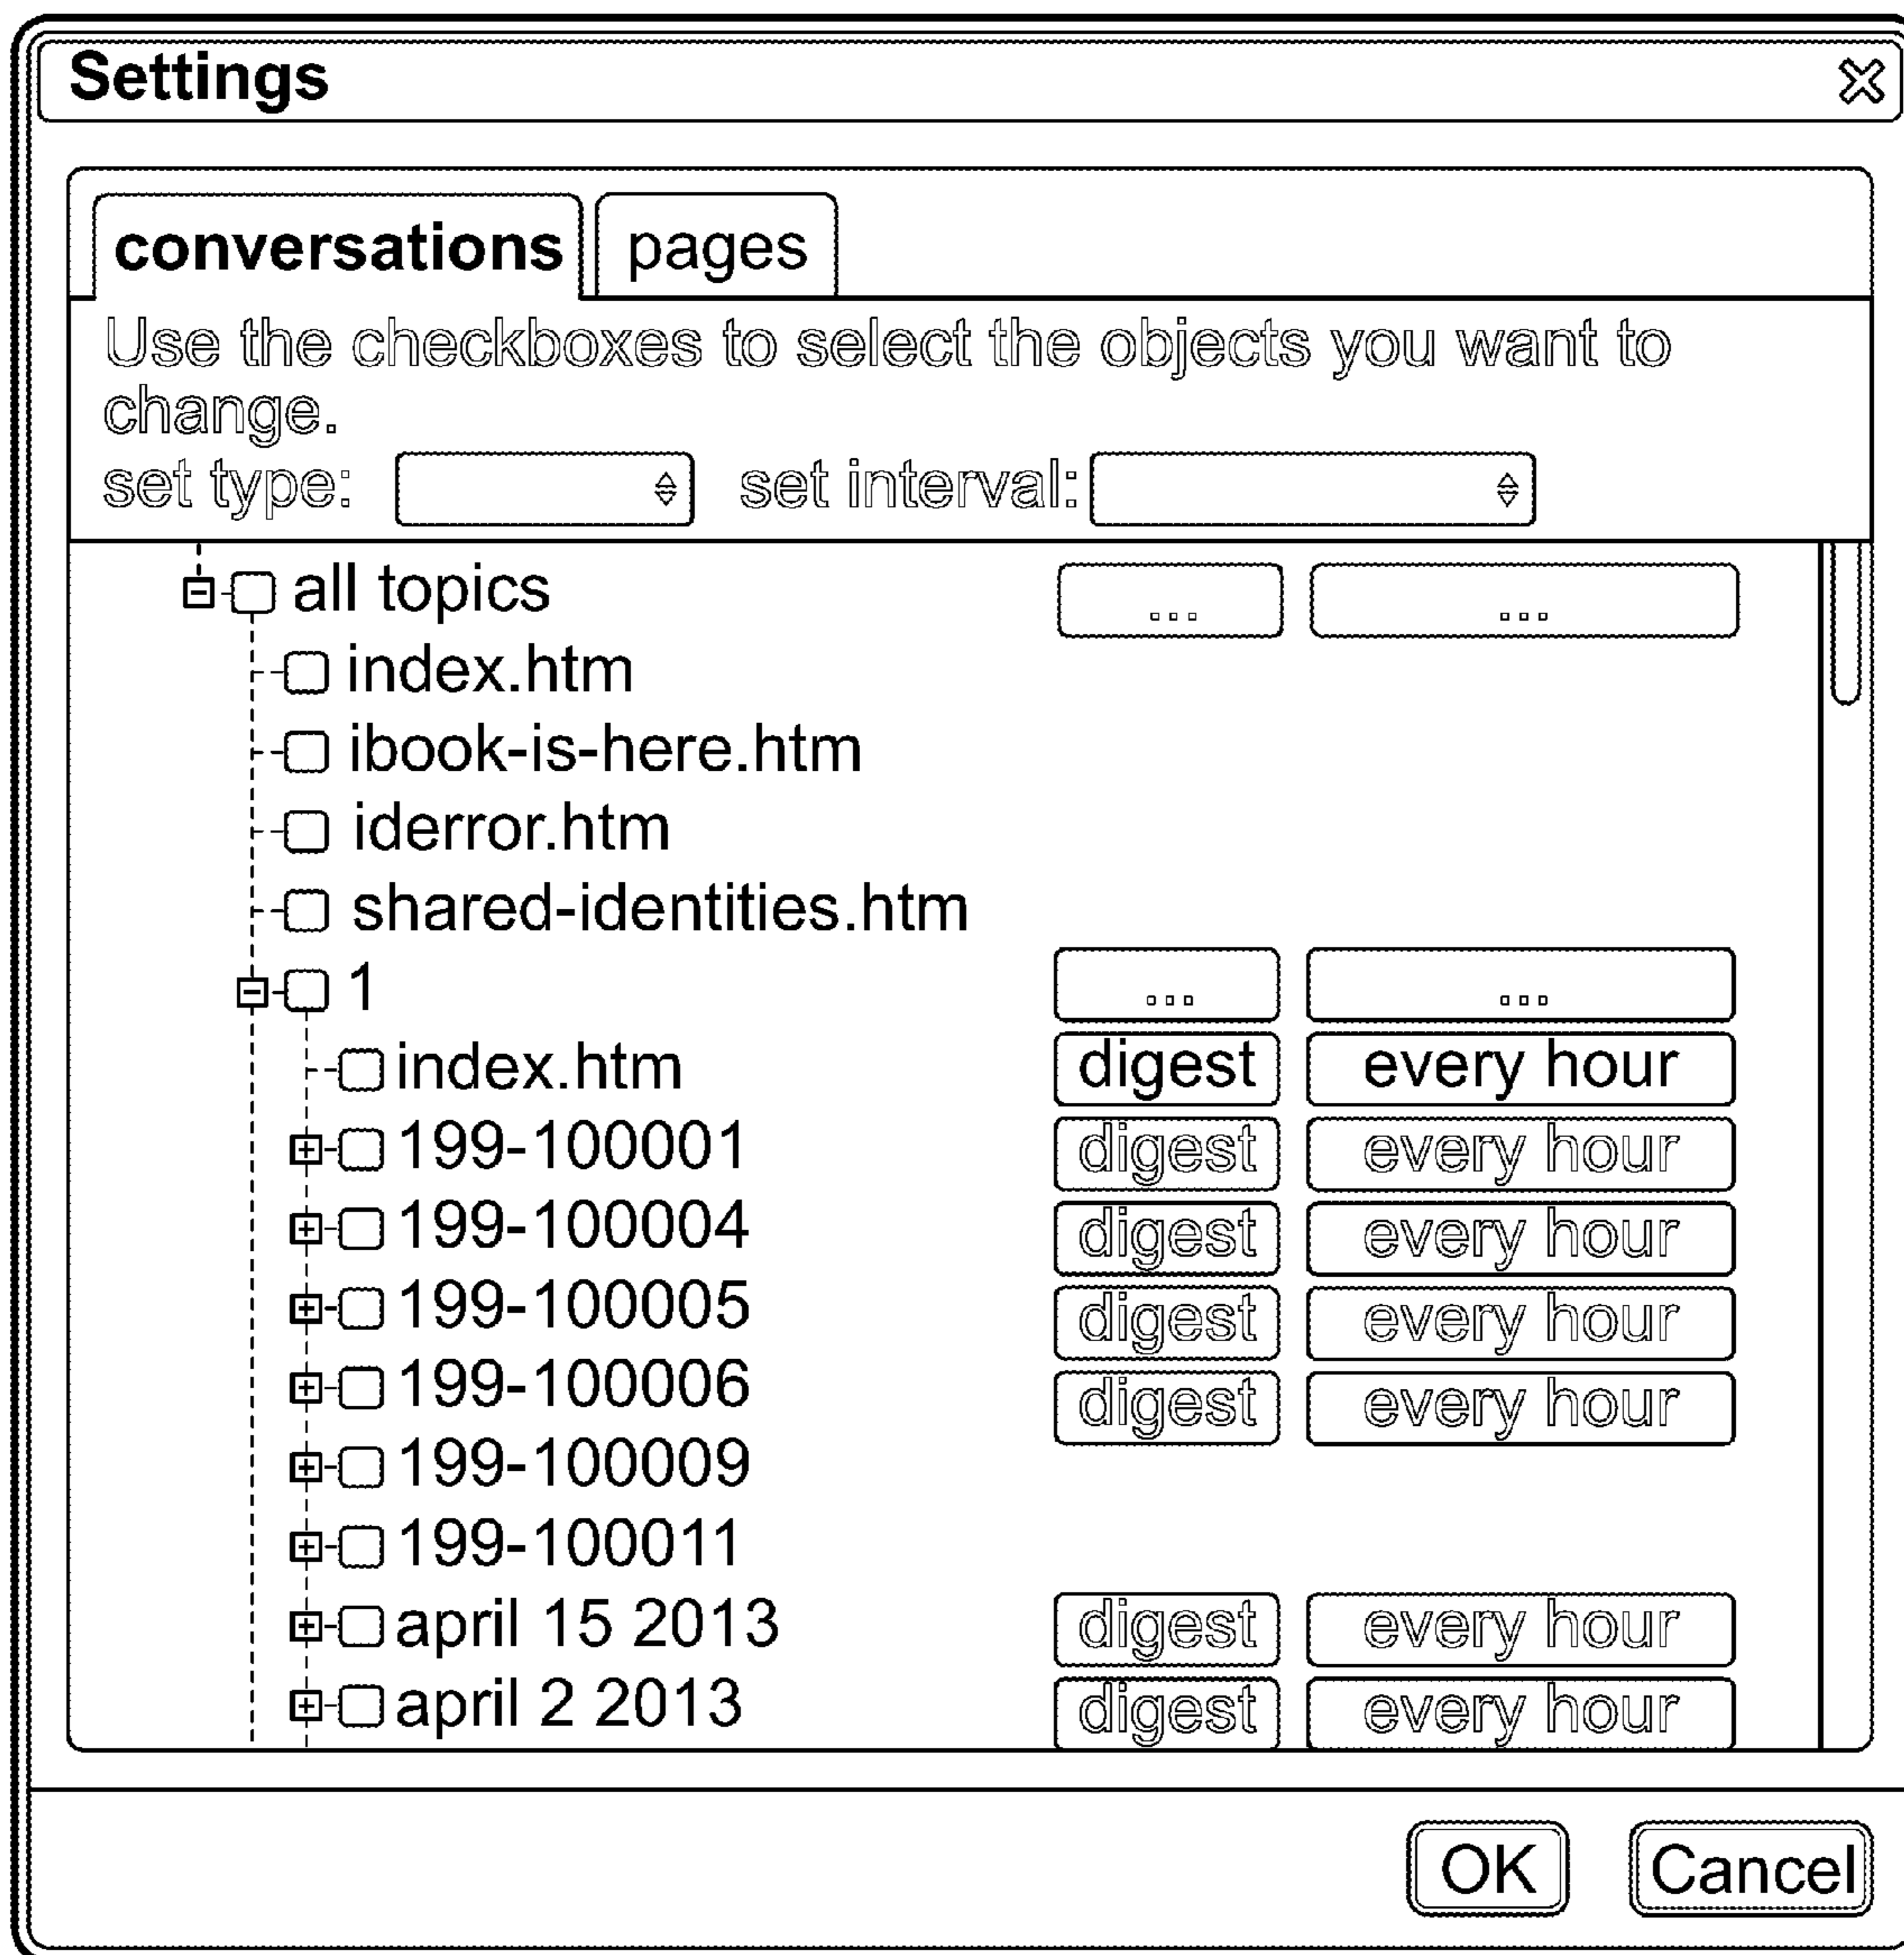 Settings
conversations pages
Use the checkboxes to select the objects you want to
change.
set type: set interval:
all topics ... ...
index.htm
ibook-is-here.htm
iderror.htm
shared-identities.htm
1 ... ...
index.htm digest every hour
199-100001 digest every hour
199-100004 digest every hour
199-100005 digest every hour
199-100006 digest every hour
199-100009
199-100011
april 15 2013 digest every hour
april 2 2013 digest every hour
OK Cancel